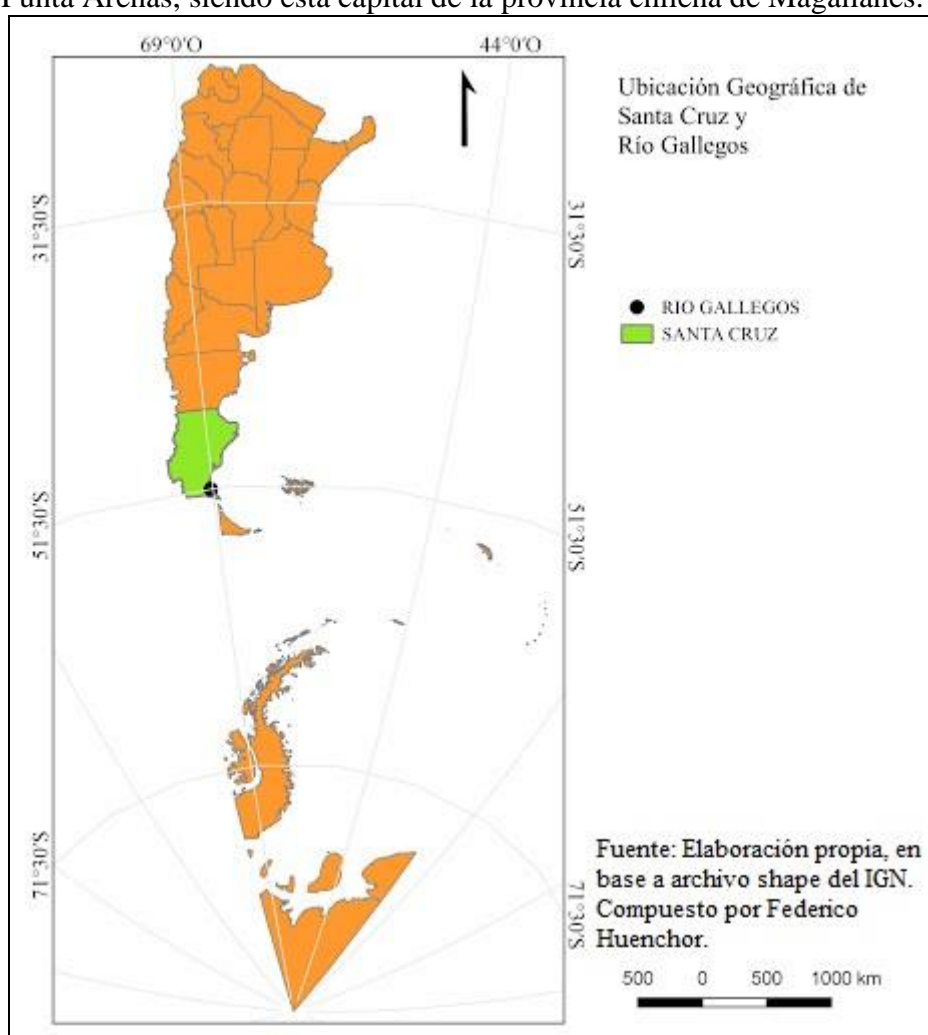 Punta Arenas, siendo esta capital de la provincia chilena de Magallanes.
69°0'O 44°0'O
Ubicación Geográfica de
Santa Cruz y
Río Gallegos
31°30'S 31°30'S
RIO GALLEGOS
SANTA CRUZ
51°30'S 51°30'S
71°30'S 71°30'S
Fuente: Elaboración propia, en
base a archivo shape del IGN.
Compuesto por Federico
Huenchor.
500 0 500 1000 km